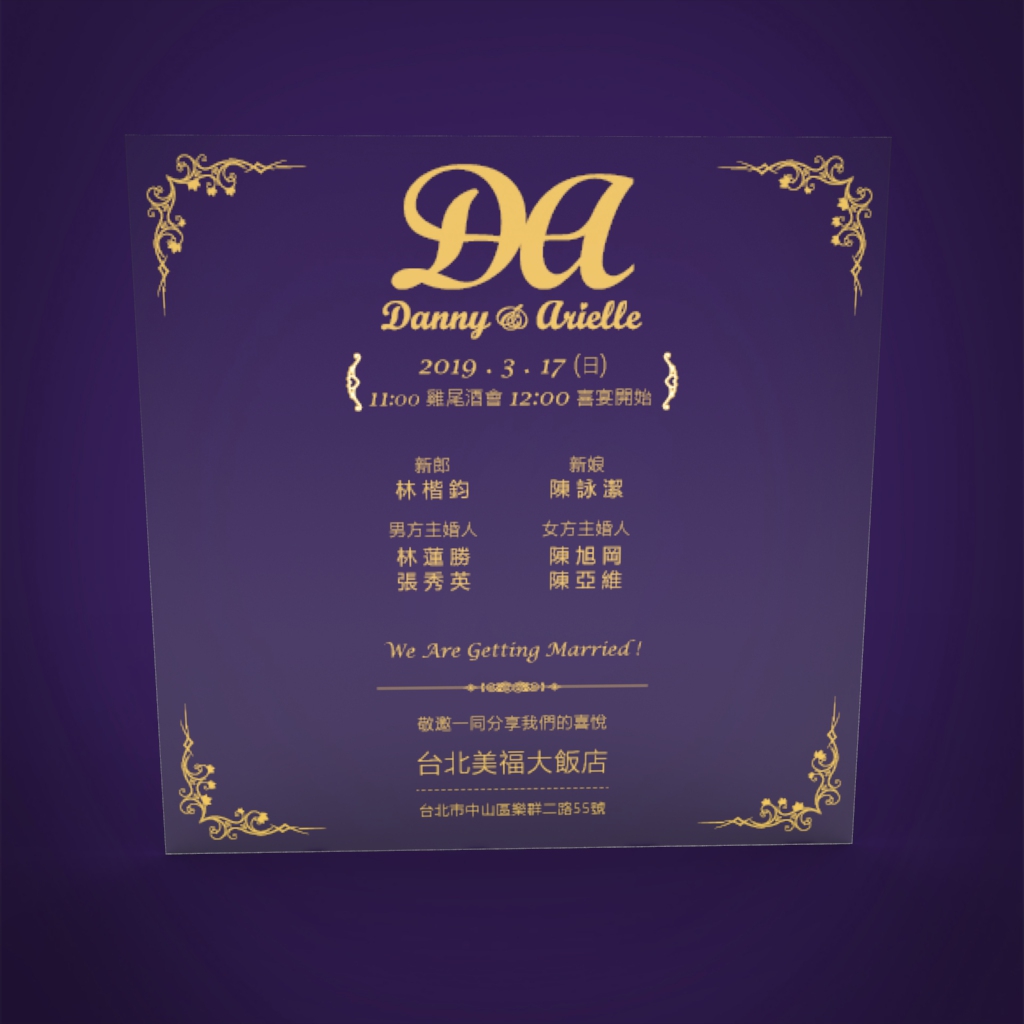 DA
Danny & Arielle
2019 . 3 . 17 (日)
11:00 雞尾酒會 12:00 喜宴開始
新郎 新娘
林楷鈞 陳詠潔
男方主婚人 女方主婚人
林蓮勝 陳旭岡
張秀英 陳亞維
We Are Getting Married !
敬邀一同分享我們的喜悅
台北美福大飯店
台北市中山區樂群二路55號